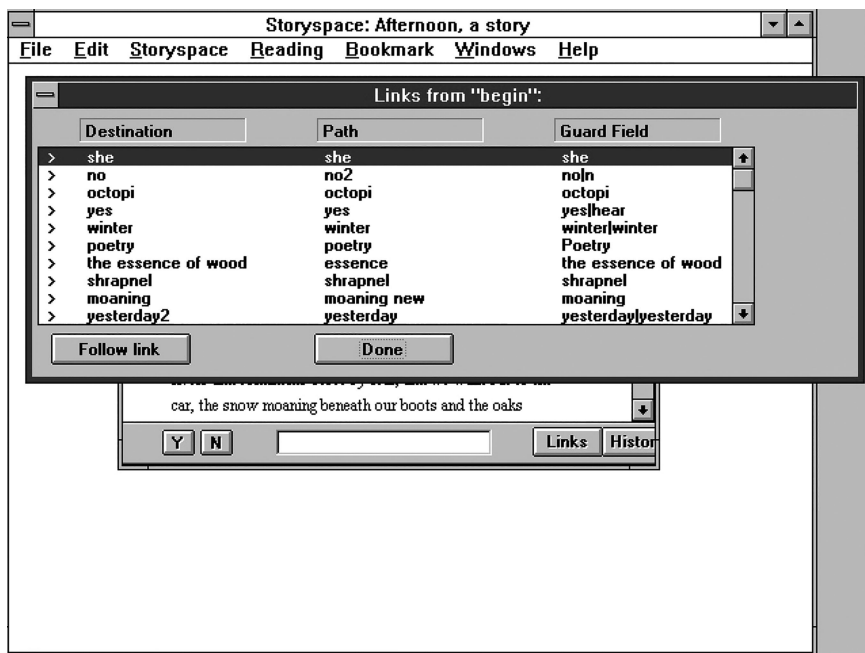 Storyspace: Afternoon, a story
File Edit Storyspace Reading Bookmark Windows Help
Links from "begin":
Destination Path Guard Field
> she she she
> no no2 no|n
> octopi octopi octopi
> yes yes yes|hear
> winter winter winter|winter
> poetry poetry Poetry
> the essence of wood essence the essence of wood
> shrapnel shrapnel shrapnel
> moaning moaning new moaning
> yesterday2 yesterday yesterday|yesterday
Follow link Done
car, the snow moaning beneath our boots and the oaks
Y N Links Histor